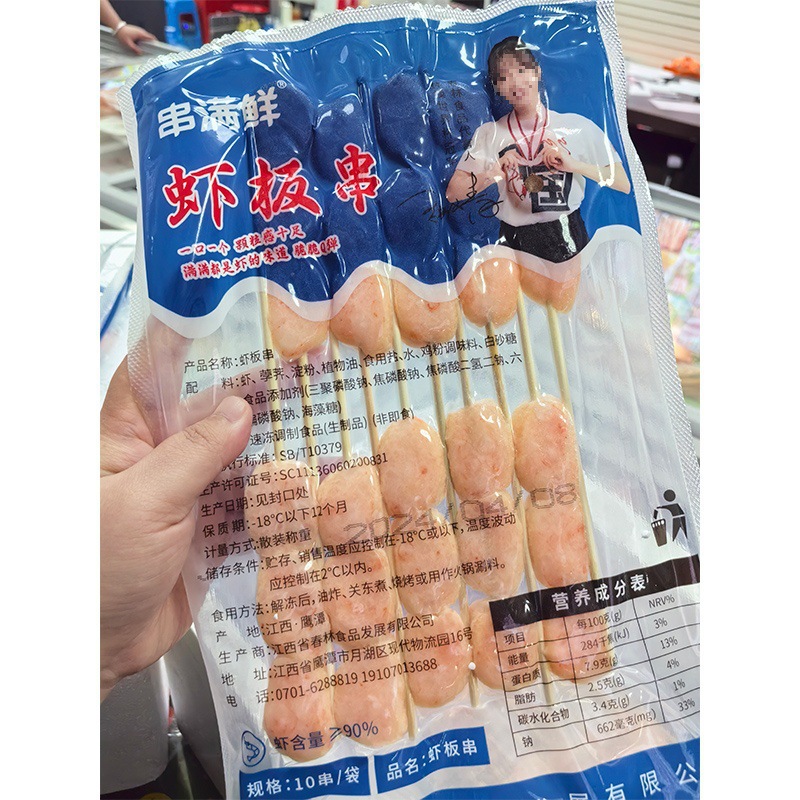 串满鲜®
虾板串
一口一个 颗粒感十足
满满都是虾的味道 脆脆Q弹
国
产品名称:虾板串
配 料:虾、荸荠、淀粉、植物油、食用盐、水、鸡粉调味料、白砂糖
食品添加剂(三聚磷酸钠、焦磷酸钠、焦磷酸二氢二钠、六
偏磷酸钠、海藻糖)
速冻调制食品(生制品) (非即食)
执行标准: SB/T10379
生产许可证号: SC11136060200831
生产日期: 见封口处
保质期: -18℃以下12个月
2024/04/08
计量方式: 散装称重
储存条件: 贮存、销售温度应控制在-18℃或以下,温度波动
应控制在2℃以内。
食用方法: 解冻后,油炸、关东煮、烧烤或用作火锅涮料。
产 地: 江西·鹰潭
生产商: 江西省春林食品发展有限公司
地 址: 江西省鹰潭市月湖区现代物流园16号
电 话: 0701-6288819 19107013688
营养成分表
项目 每100克(g) NRV%
能量 284千焦(kJ) 3%
蛋白质 7.9克(g) 13%
脂肪 2.5克(g) 4%
碳水化合物 3.4克(g) 1%
钠 662毫克(mg) 33%
虾含量 ≥90%
规格: 10串/袋
品名: 虾板串
有限公